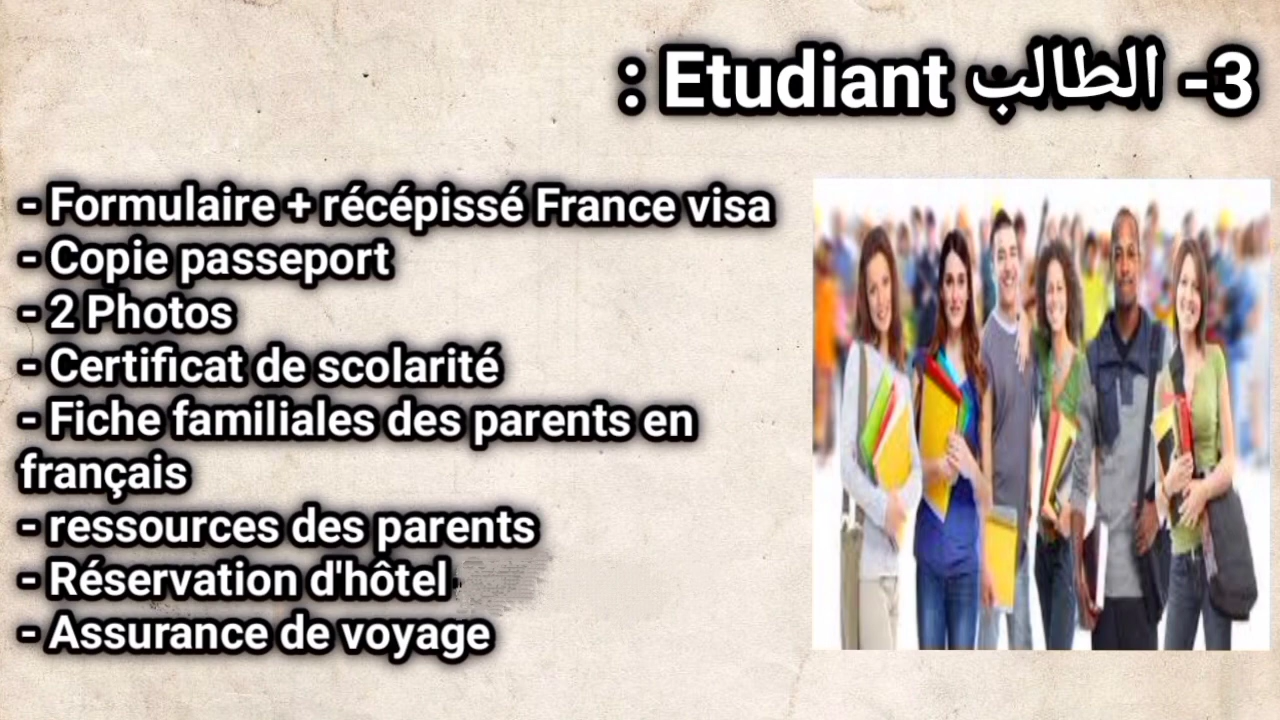 3- الطالب Etudiant :
- Formulaire + récépissé France visa
- Copie passeport
- 2 Photos
- Certificat de scolarité
- Fiche familiales des parents en
français
- ressources des parents
- Réservation d'hôtel
- Assurance de voyage